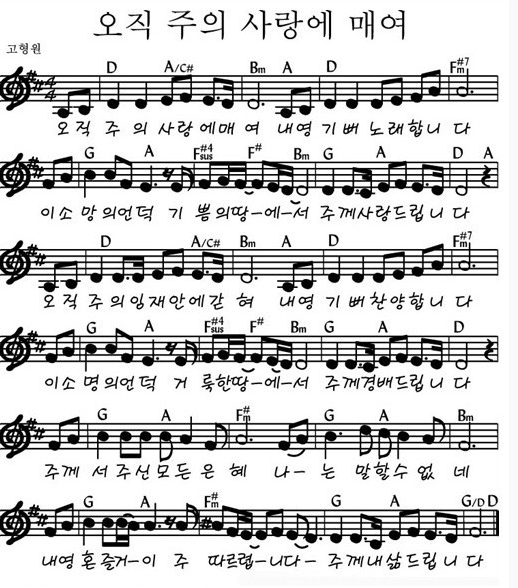 오직 주의 사랑에 매여
고형원
D A/C# Bm A D F#m7
오직 주의 사랑에매 여 내영 기뻐 노래합니 다
G A F#sus4 F# Bm G A D A
이소 망의언덕 기 쁨의땅-에-서 주께사랑드립니 다
D A/C# Bm A D F#m7
오직 주의임재안에갇 혀 내영 기뻐찬양합니 다
G A F#sus4 F# Bm G A D
이소 명의언덕 거 룩한땅-에-서 주께경배드립니 다
G A F#m G A Bm
주께 서주신모든은 혜 나-는 말할수 없 네
G A F#m G A G/D D
내영 혼즐거-이 주 따르렵-니다- 주께내삶드립니 다